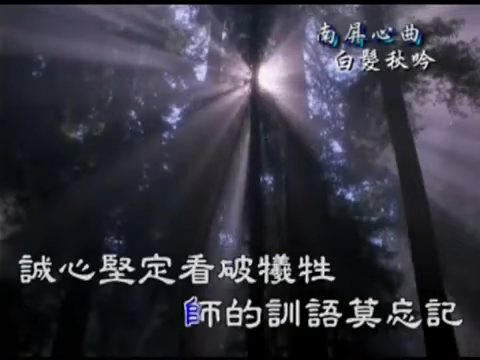 南屏心曲
白髮秋吟
誠心堅定看破犧牲
師的訓語莫忘記